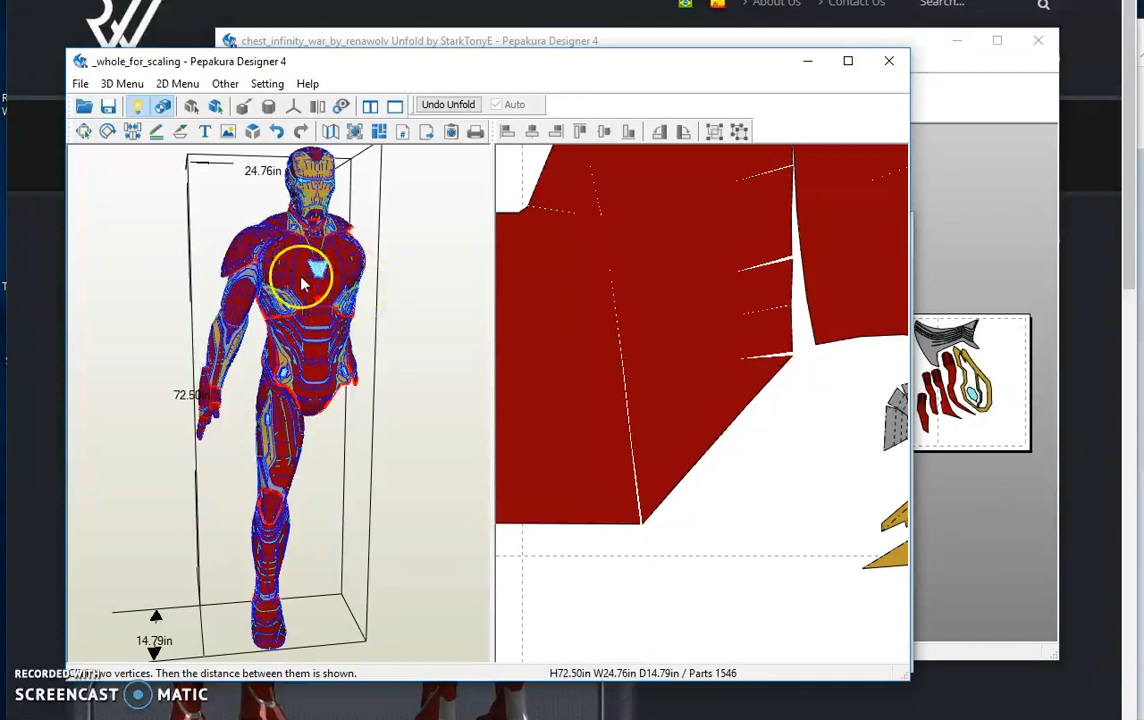 About Us
Contact Us
Search...
chest_infinity_war_by_renawolv Unfold by StarkTonyE - Pepakura Designer 4
_whole_for_scaling - Pepakura Designer 4
File 3D Menu 2D Menu Other Setting Help
Undo Unfold Auto
24.76in
14.79in
two vertices. Then the distance between them is shown. H72.50in W24.76in D14.79in / Parts 1546
RECORDED WITH
SCREENCAST MATIC